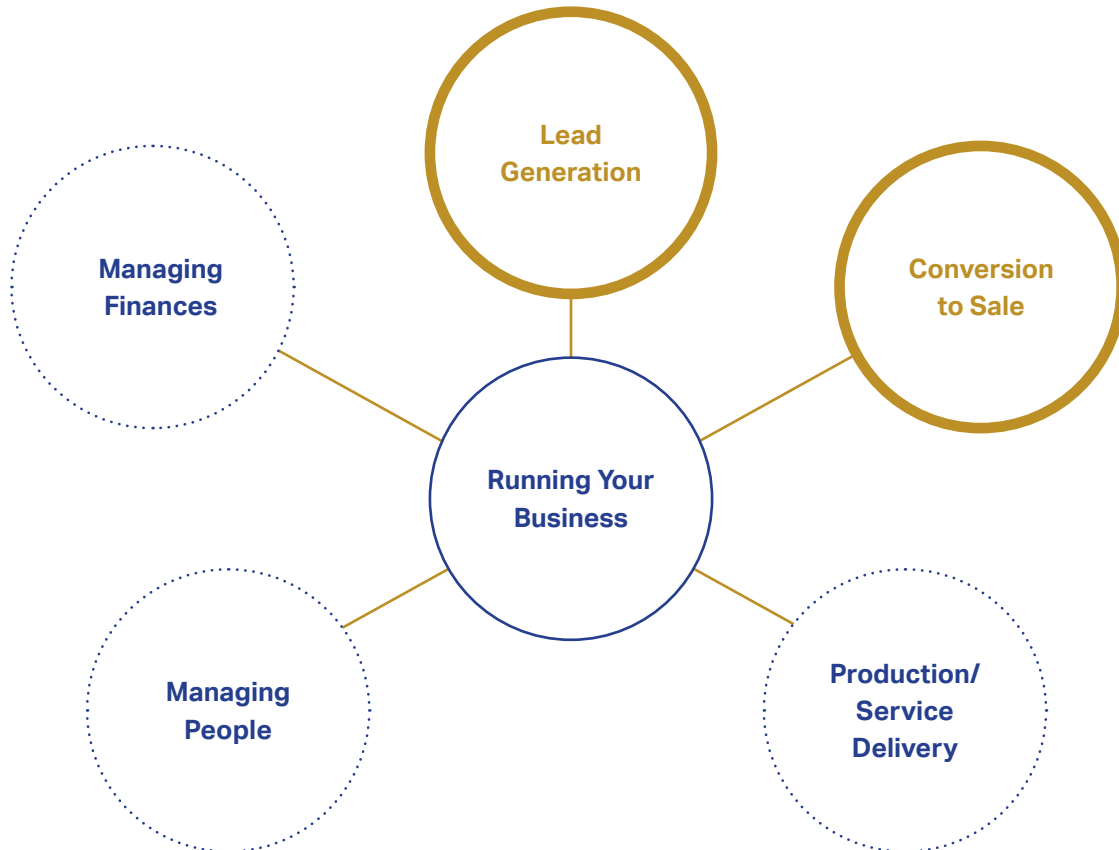 Lead
Generation
Managing
Finances
Conversion
to Sale
Running Your
Business
Managing
People
Production/
Service
Delivery